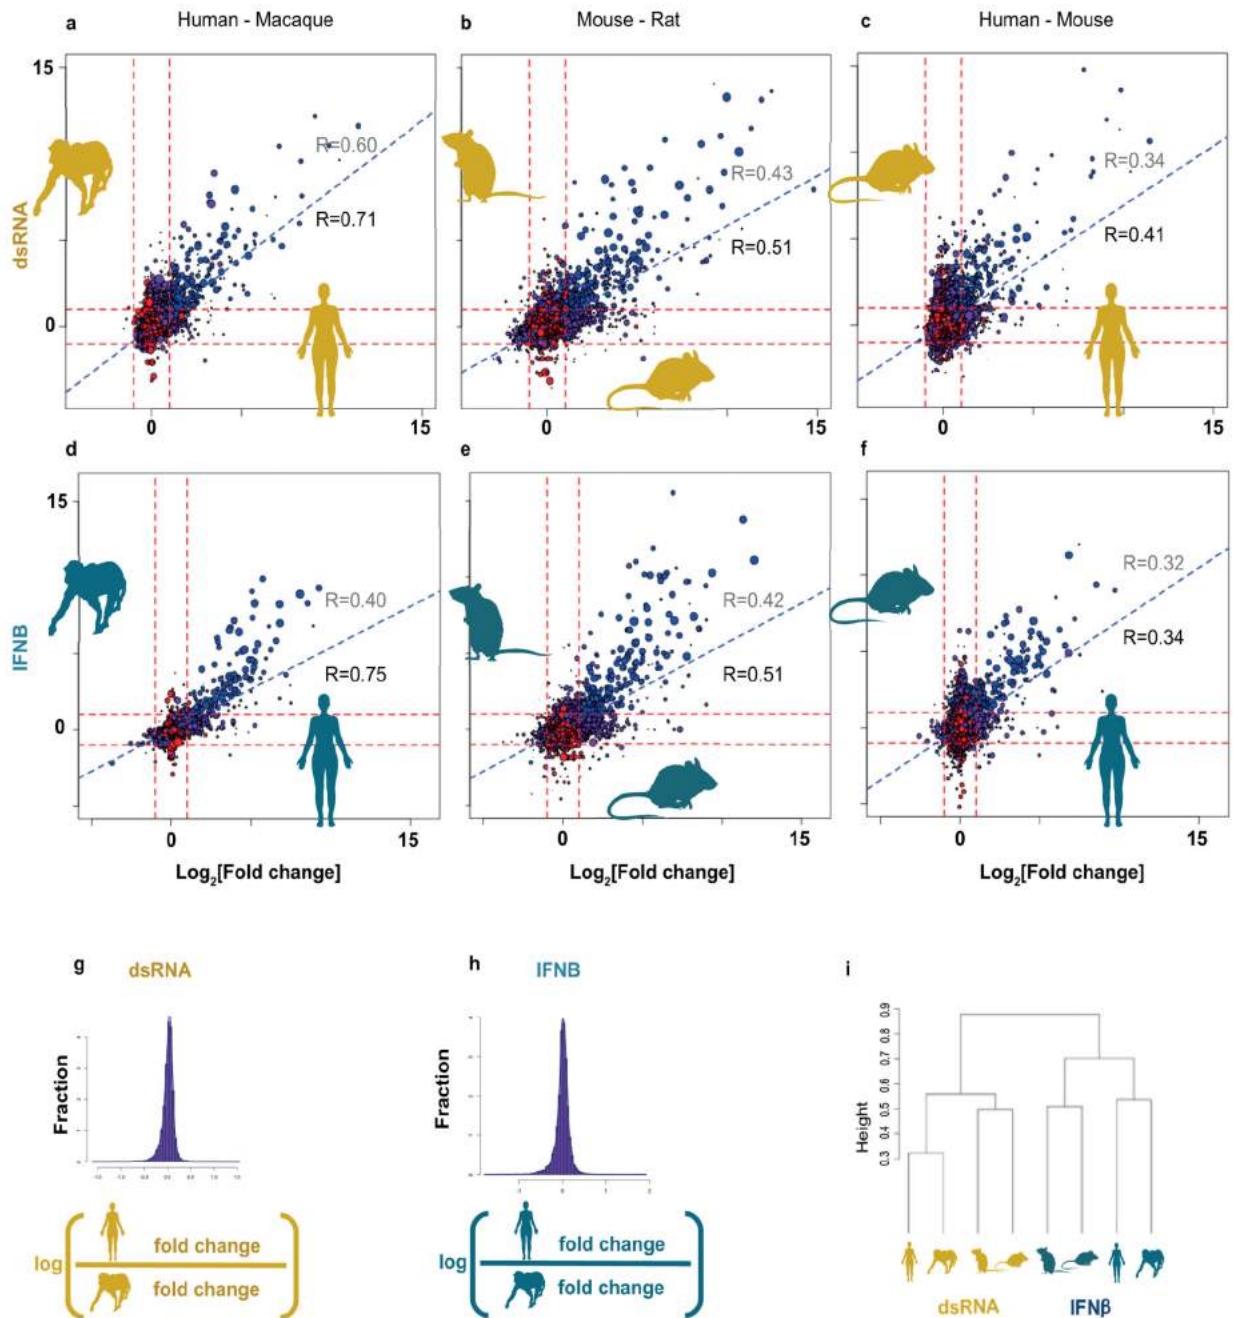 a Human - Macaque
b Mouse - Rat
c Human - Mouse
dsRNA
15
0
R=0.60
R=0.71
0 15
R=0.43
R=0.51
0 15
R=0.34
R=0.41
0 15
d
e
f
IFNB
15
0
R=0.40
R=0.75
0 15
Log2[Fold change]
R=0.42
R=0.51
0 15
R=0.32
R=0.34
0 15
Log2[Fold change]
g dsRNA
Fraction
log
fold change
fold change
h IFNB
Fraction
-1 0 1 2
log
fold change
fold change
i
Height
0.9
0.8
0.7
0.6
0.5
0.4
0.3
dsRNA IFNβ